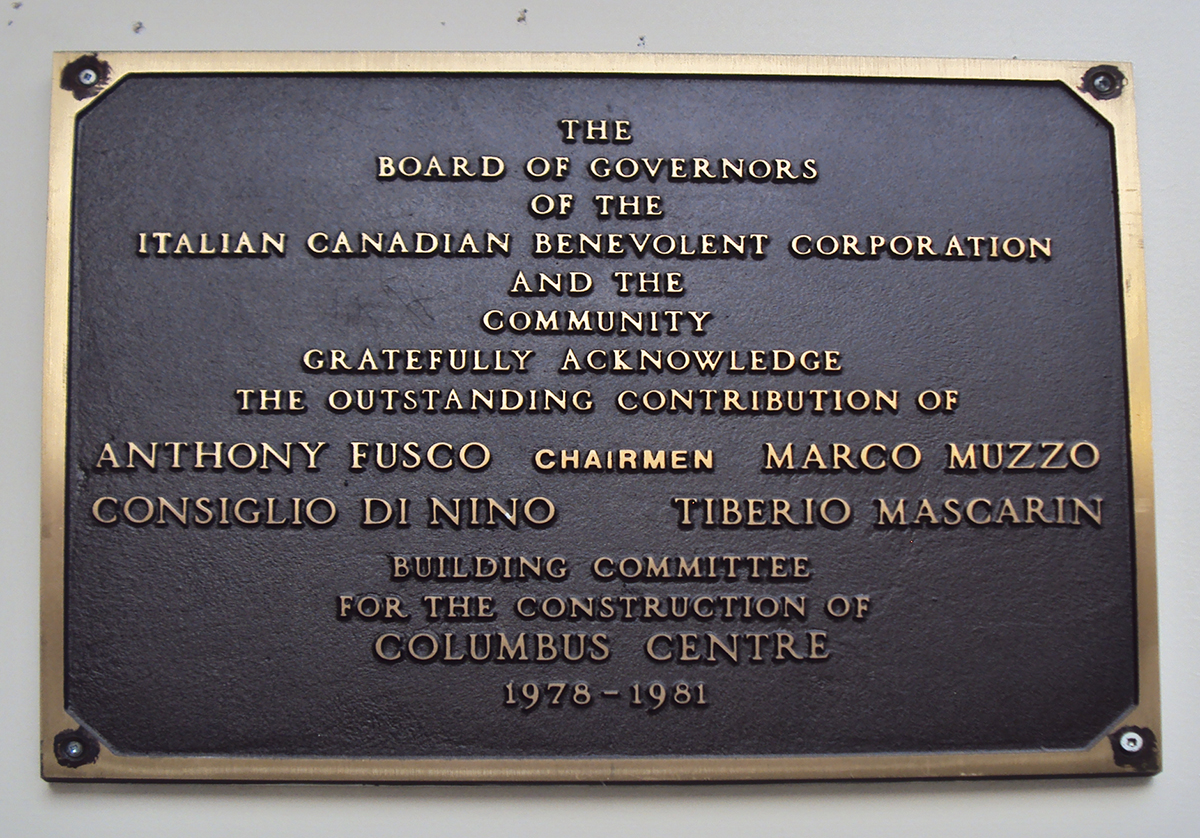 THE
BOARD OF GOVERNORS
OF THE
ITALIAN CANADIAN BENEVOLENT CORPORATION
AND THE
COMMUNITY
GRATEFULLY ACKNOWLEDGE
THE OUTSTANDING CONTRIBUTION OF
ANTHONY FUSCO CHAIRMEN MARCO MUZZO
CONSIGLIO DI NINO TIBERIO MASCARIN
BUILDING COMMITTEE
FOR THE CONSTRUCTION OF
COLUMBUS CENTRE
1978 – 1981